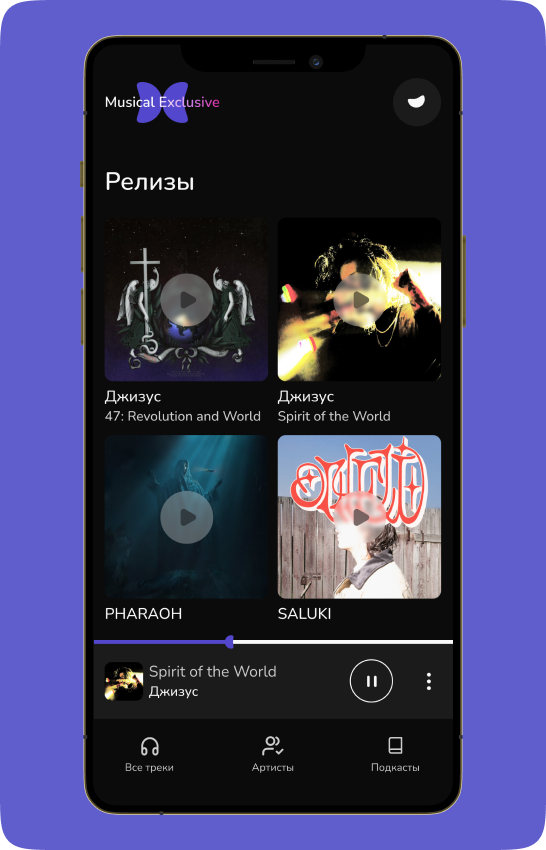 Musical Exclusive
Релизы
Джизус
47: Revolution and World
Джизус
Spirit of the World
PHARAOH
SALUKI
Spirit of the World
Джизус
Все треки
Артисты
Подкасты